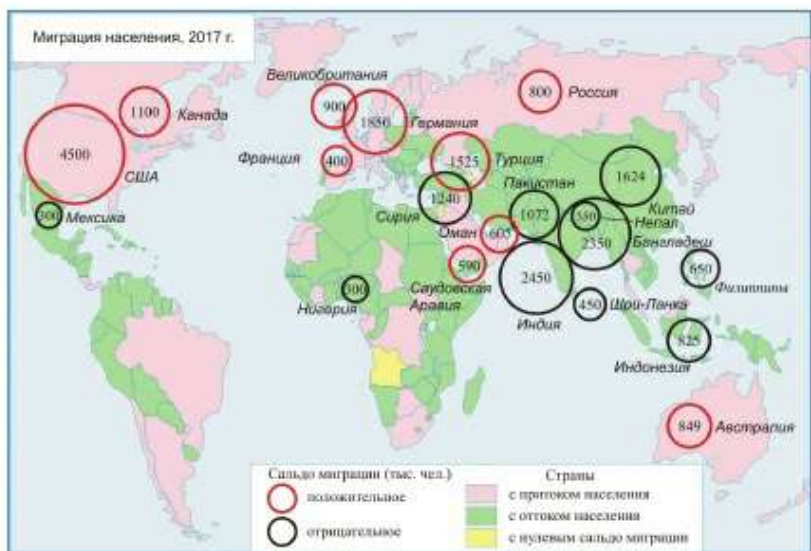 Миграция населения, 2017 г.
Великобритания
900
1850
Германия
800
Россия
1100
Канада
4500
США
Франция
400
1525
Турция
300
Мексика
Сирия
1240
Пакистан
1072
1624
Китай
350
Непал
Бангладеш
2350
Оман
605
590
Саудовская
Аравия
300
Нигерия
2450
Индия
450
Шри-Ланка
650
Филиппины
825
Индонезия
849
Австралия
Сальдо миграции (тыс. чел.)
положительное
отрицательное
Страны
с притоком населения
с оттоком населения
с нулевым сальдо миграции